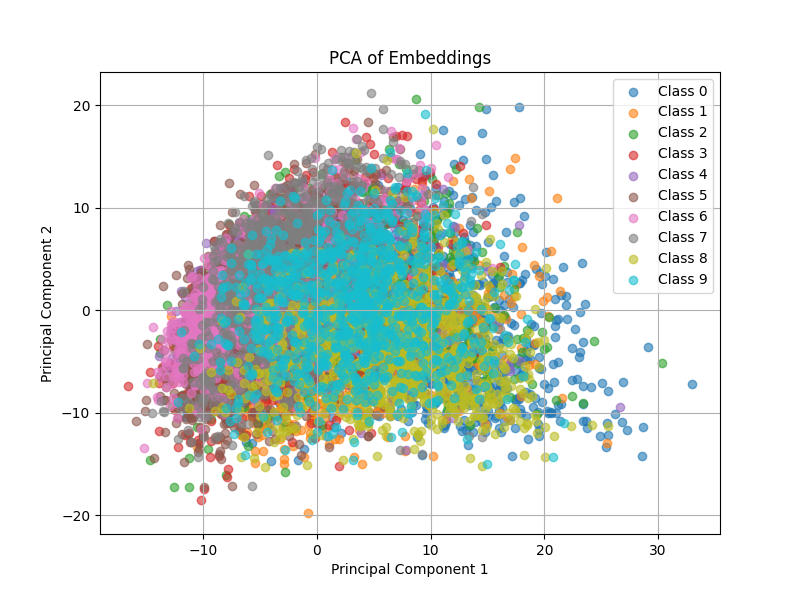 PCA of Embeddings
Class 0
Class 1
Class 2
Class 3
Class 4
Class 5
Class 6
Class 7
Class 8
Class 9
20
10
0
−10
−20
Principal Component 2
−10 0 10 20 30
Principal Component 1